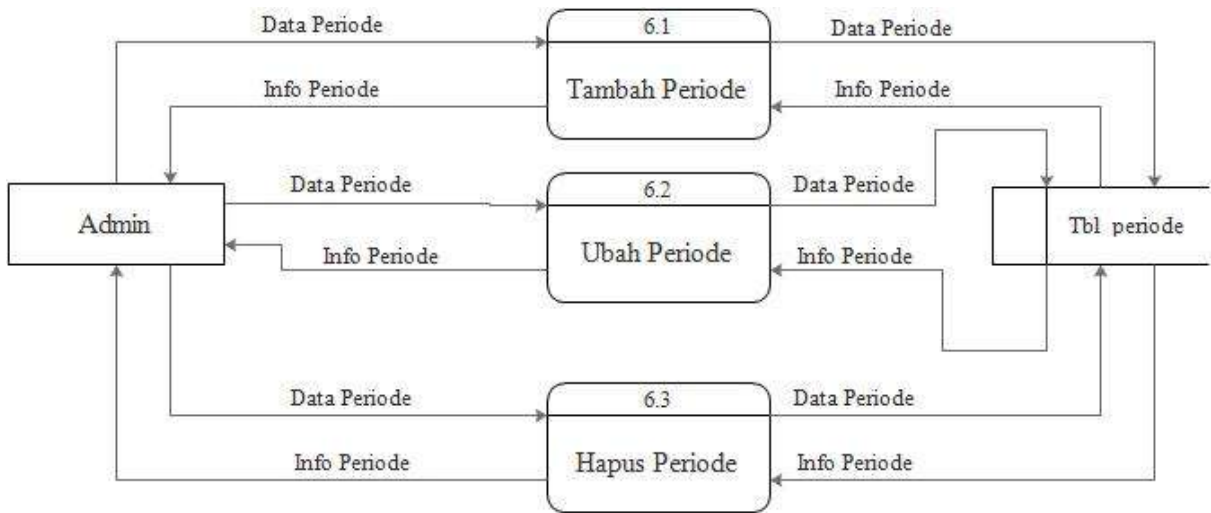 Data Periode
6.1
Data Periode
Info Periode
Tambah Periode
Info Periode
Data Periode
6.2
Data Periode
Admin
Tbl periode
Info Periode
Ubah Periode
Info Periode
Data Periode
6.3
Data Periode
Info Periode
Hapus Periode
Info Periode